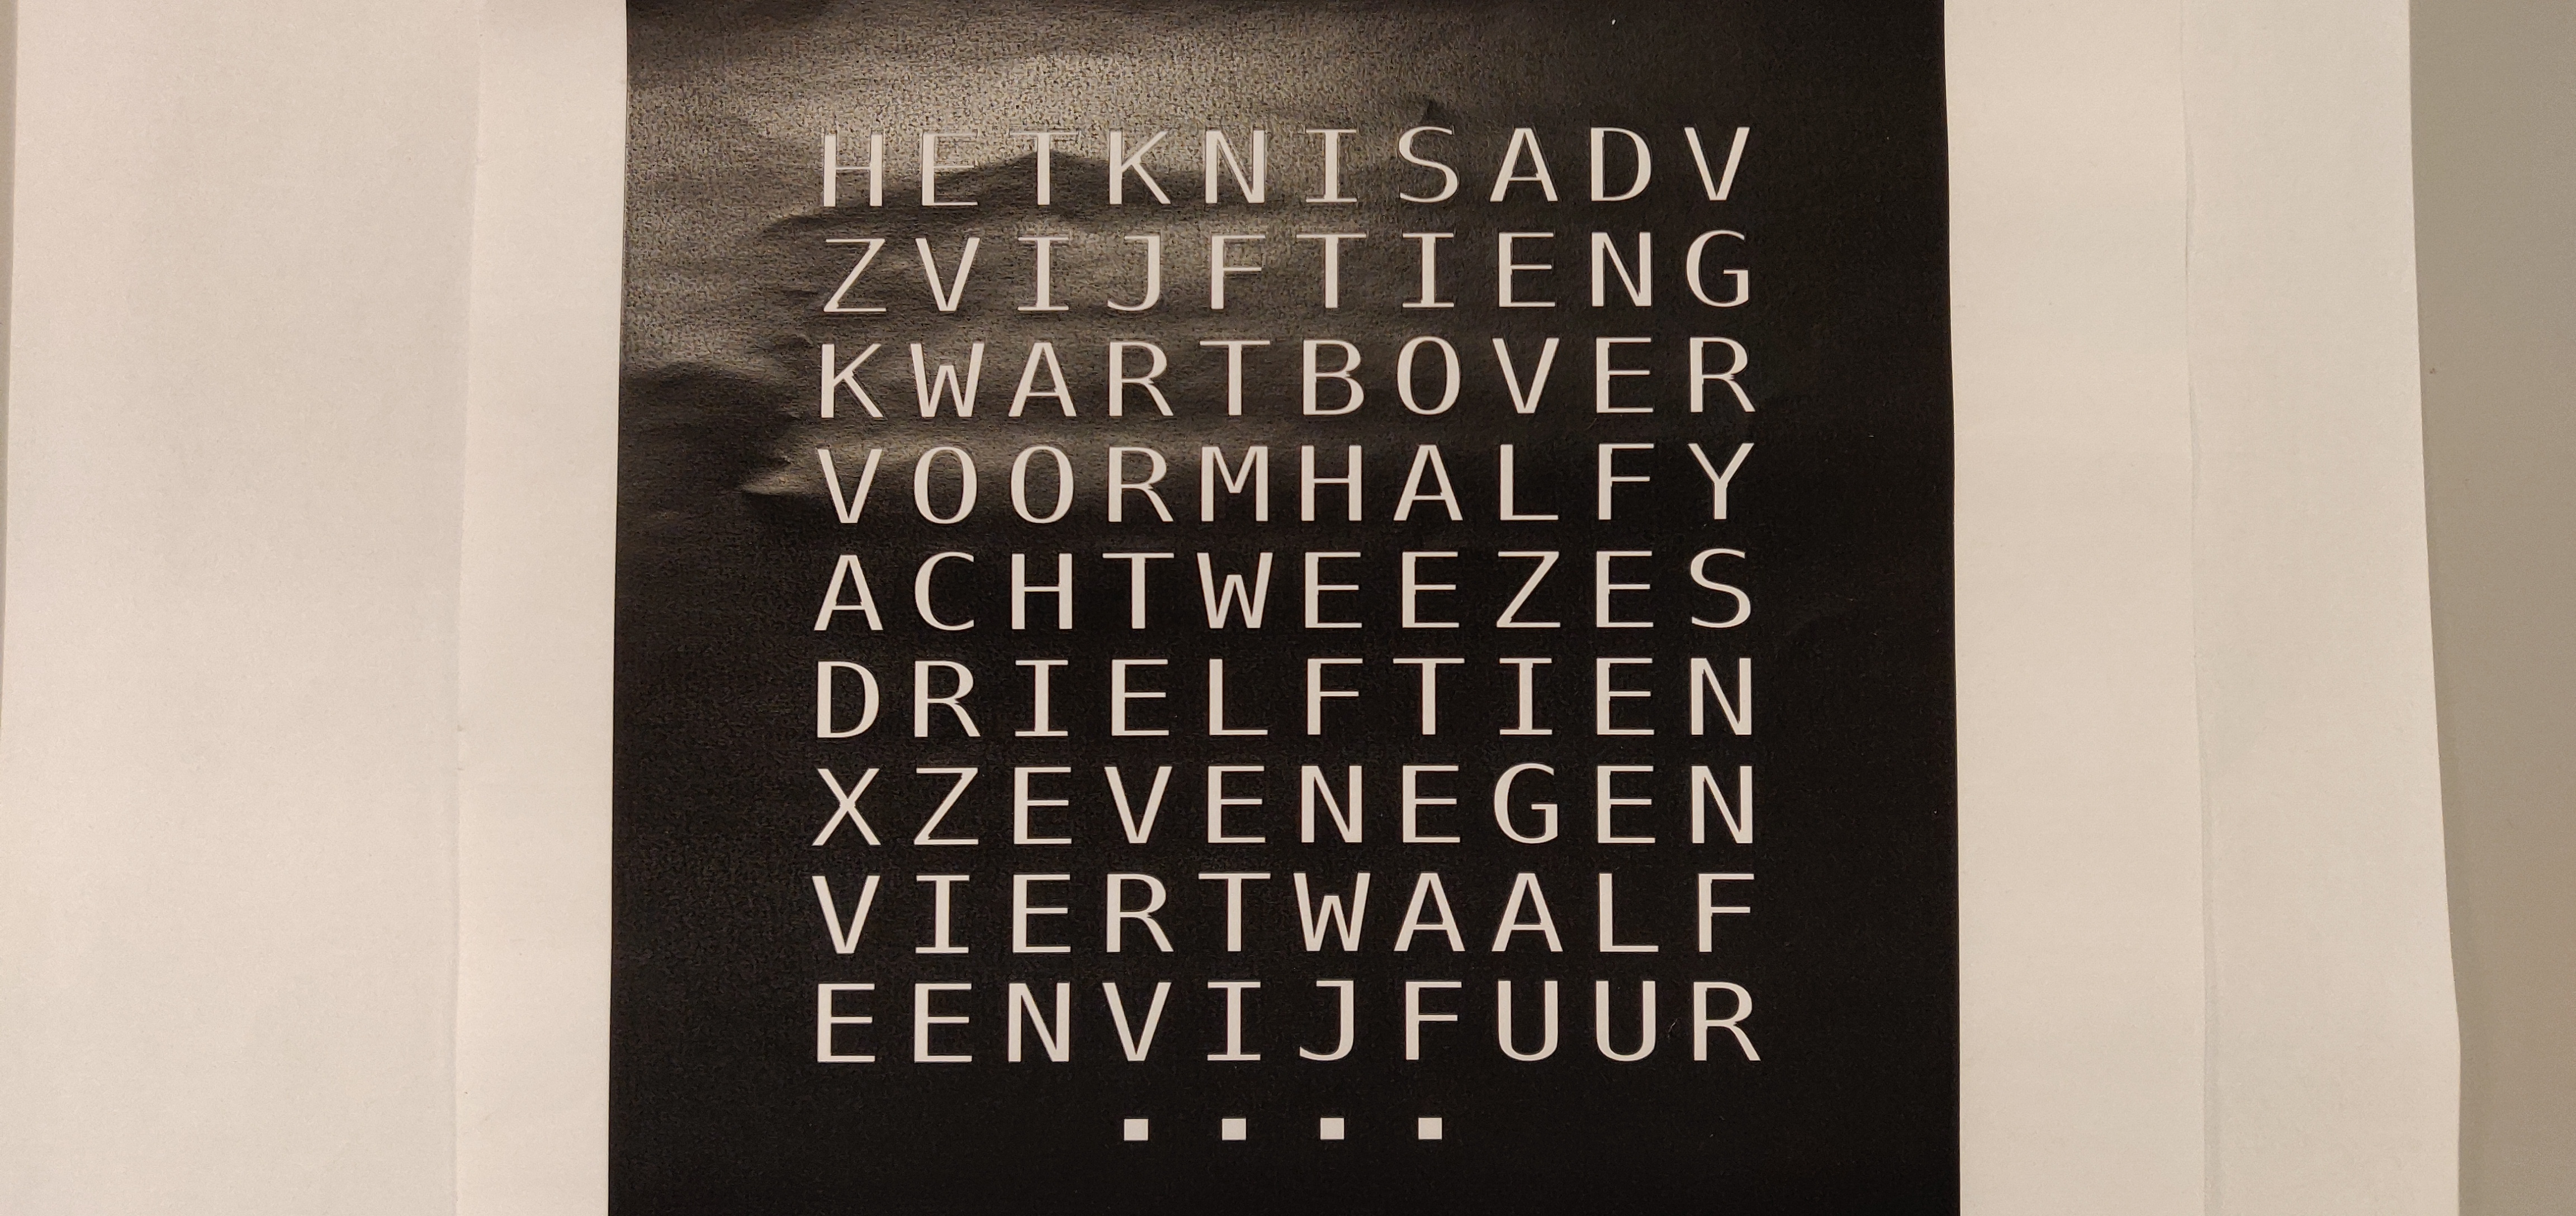 HETKNISADV
ZVIJFTIENG
KWARTBOVER
VOORMHALFY
ACHTWEEZES
DRIELFTIEN
XZEVENEGEN
VIERTWAALF
EENVIJFUUR